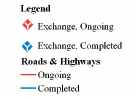 Legend
Exchange, Ongoing
Exchange, Completed
Roads & Highways
Ongoing
Completed